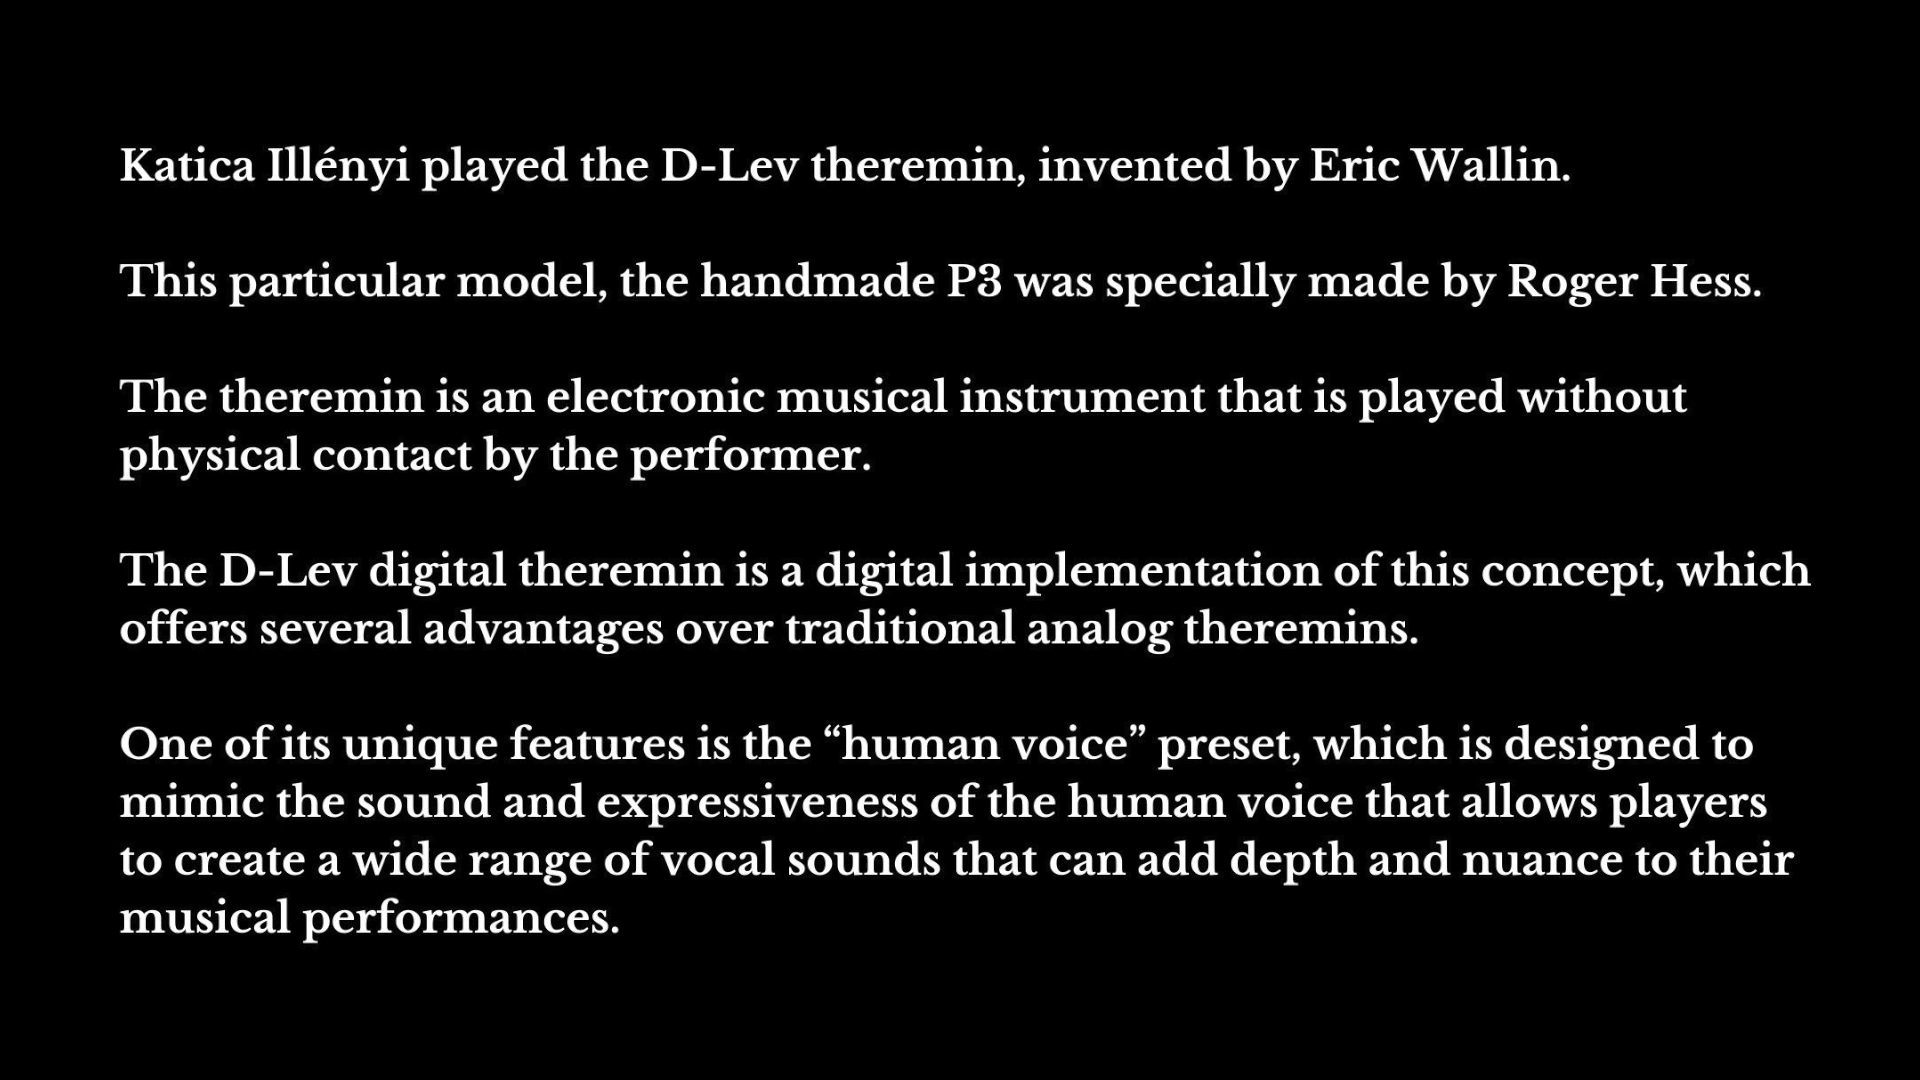 Katica Illényi played the D-Lev theremin, invented by Eric Wallin.
This particular model, the handmade P3 was specially made by Roger Hess.
The theremin is an electronic musical instrument that is played without
physical contact by the performer.
The D-Lev digital theremin is a digital implementation of this concept, which
offers several advantages over traditional analog theremins.
One of its unique features is the “human voice” preset, which is designed to
mimic the sound and expressiveness of the human voice that allows players
to create a wide range of vocal sounds that can add depth and nuance to their
musical performances.